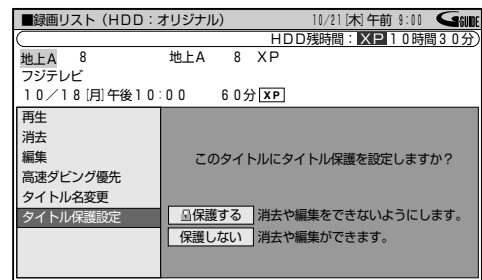 ■録画リスト（HDD：オリジナル） 10/21[木]午前 9:00 GGUIDE
HDD残時間：XP10時間30分
地上A 8 地上A 8 XP
フジテレビ
10／18[月]午後10:00 60分 XP
再生
消去
編集
高速ダビング優先
タイトル名変更
タイトル保護設定
このタイトルにタイトル保護を設定しますか？
保護する 消去や編集をできないようにします。
保護しない 消去や編集ができます。